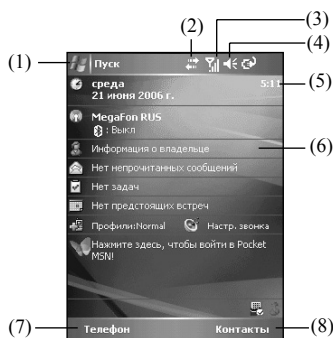 (3)
(2)
(4)
(1)
Пуск
среда
5:11
(5)
21 июня 2006 г.
MegaFon RUS
: Выкл
Информация о владельце
(6)
Нет непрочитанных сообщений
Нет задач
Нет предстоящих встреч
Профили:Normal
Настр. звонка
Нажмите здесь, чтобы войти в Pocket
MSN!
(7)
Телефон
Контакты
(8)